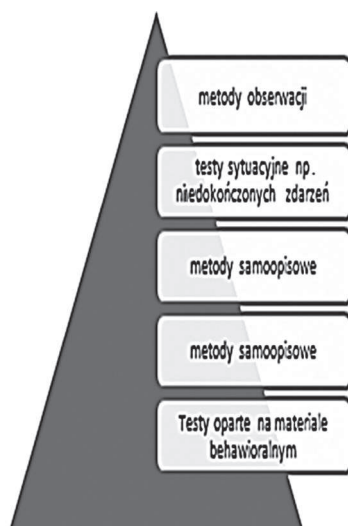 metody obserwacji
testy sytuacyjne np.
niedokończonych zdarzeń
metody samoopisowe
metody samoopisowe
Testy oparte na materiale
behawioralnym